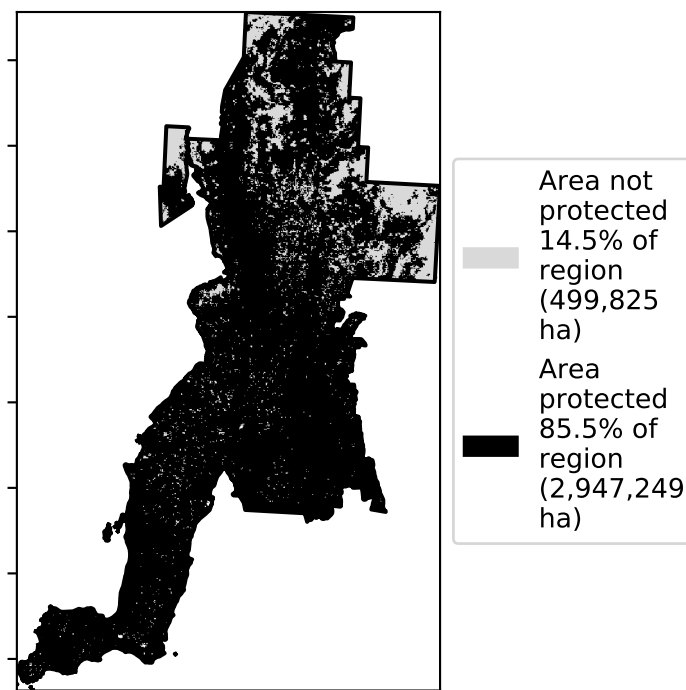 Area not
protected
14.5% of
region
(499,825
ha)
Area
protected
85.5% of
region
(2,947,249
ha)